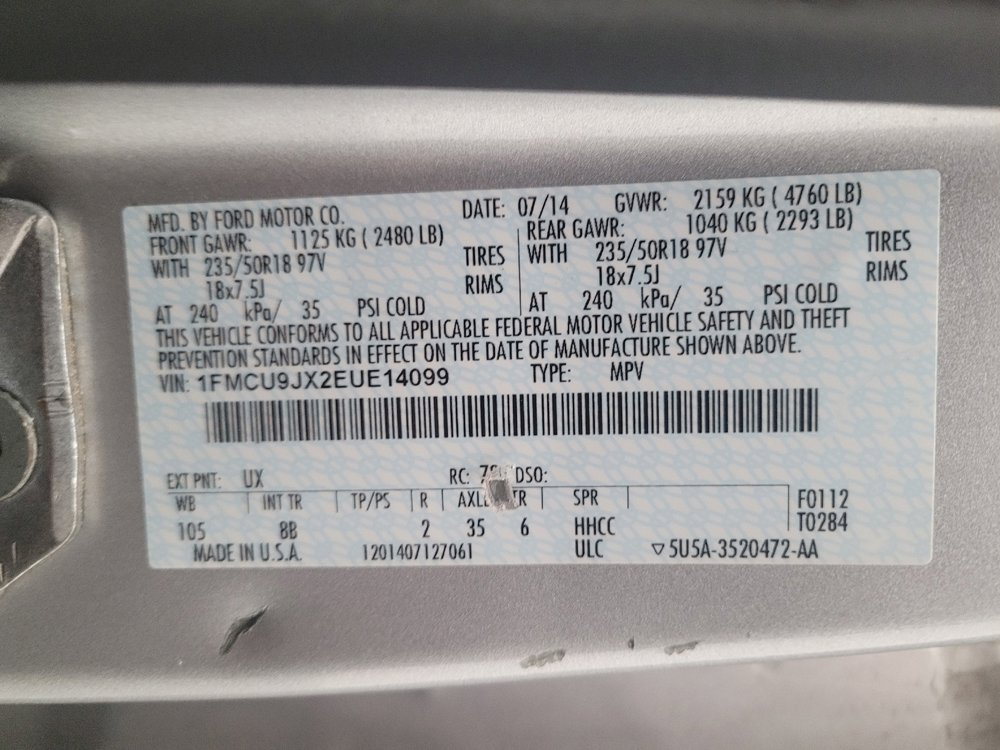 MFD. BY FORD MOTOR CO. DATE: 07/14 GVWR: 2159 KG ( 4760 LB)
FRONT GAWR: 1125 KG ( 2480 LB) REAR GAWR: 1040 KG ( 2293 LB)
WITH 235/50R18 97V TIRES WITH 235/50R18 97V TIRES
18x7.5J RIMS 18x7.5J RIMS
AT 240 kPa/ 35 PSI COLD AT 240 kPa/ 35 PSI COLD
THIS VEHICLE CONFORMS TO ALL APPLICABLE FEDERAL MOTOR VEHICLE SAFETY AND THEFT
PREVENTION STANDARDS IN EFFECT ON THE DATE OF MANUFACTURE SHOWN ABOVE.
VIN: 1FMCU9JX2EUE14099 TYPE: MPV
EXT PNT: UX RC: DSO:
WB INT TR TP/PS R TR SPR F0112
105 8B 2 35 6 HHCC T0284
MADE IN U.S.A. 1201407127061 ULC ▽5U5A-3520472-AA